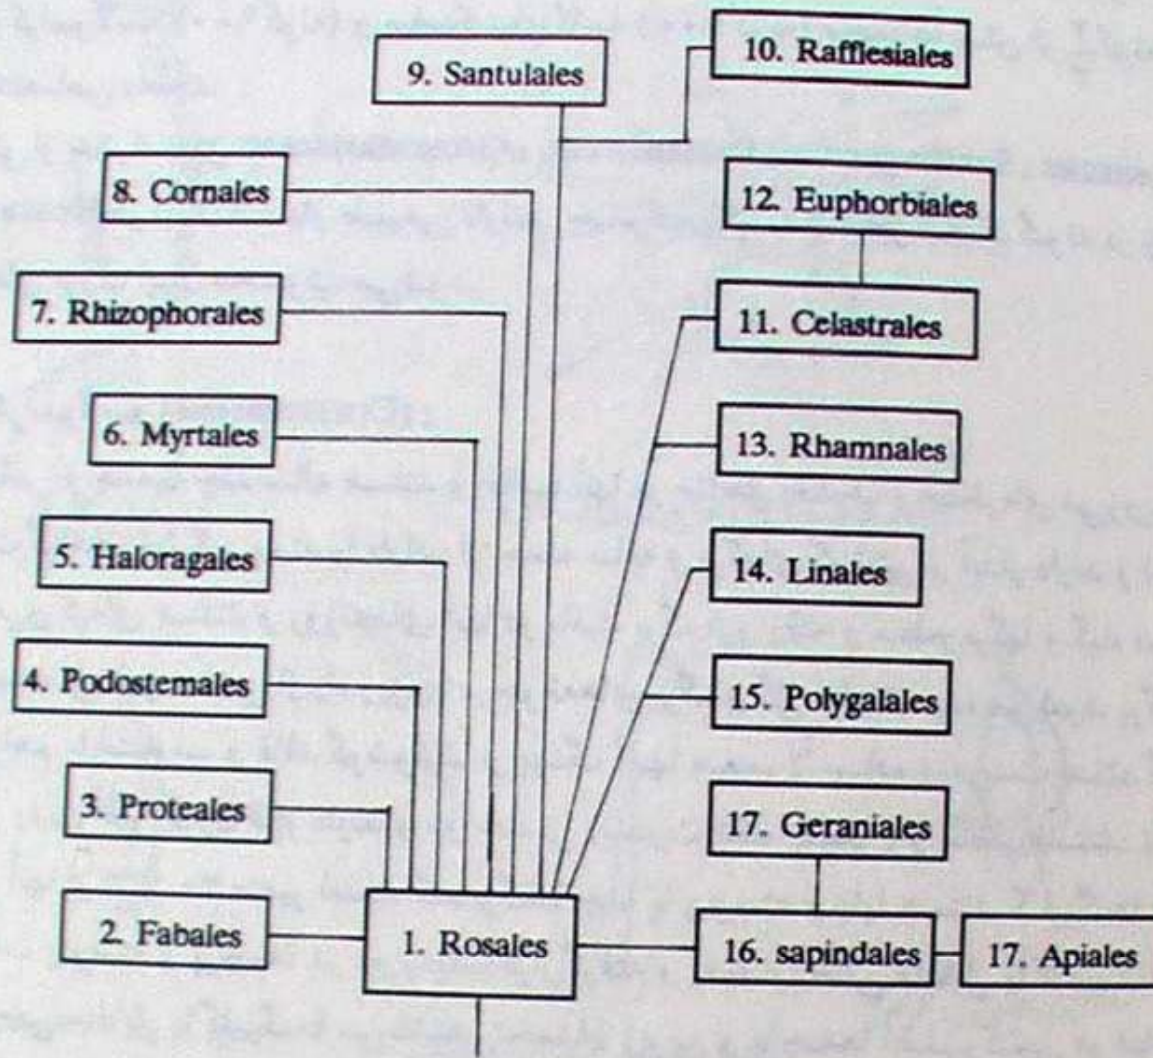 10. Rafflesiales
9. Santulales
8. Cornales
12. Euphorbiales
7. Rhizophorales
11. Celastrales
6. Myrtales
13. Rhamnales
5. Haloragales
14. Linales
4. Podostemales
15. Polygalales
3. Proteales
17. Geraniales
2. Fabales
1. Rosales
16. sapindales
17. Apiales